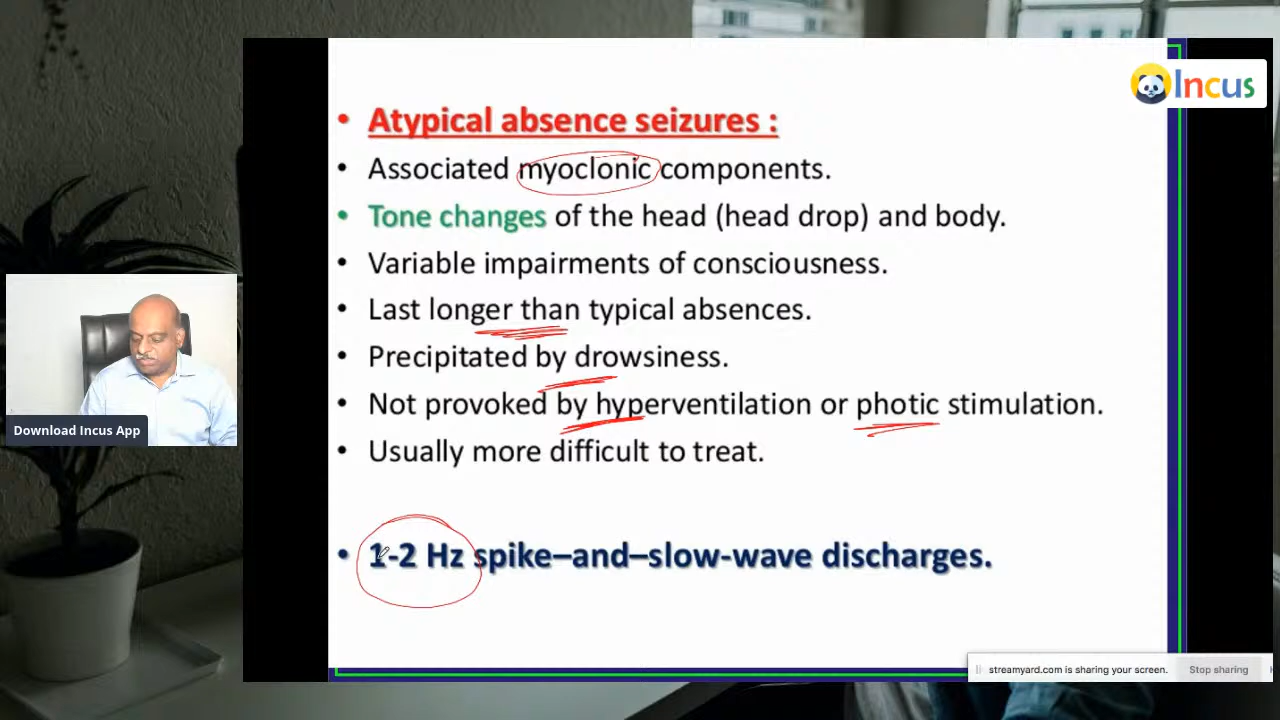 Incus
• Atypical absence seizures :
• Associated myoclonic components.
• Tone changes of the head (head drop) and body.
• Variable impairments of consciousness.
• Last longer than typical absences.
• Precipitated by drowsiness.
• Not provoked by hyperventilation or photic stimulation.
• Usually more difficult to treat.
• 1-2 Hz spike–and–slow-wave discharges.
Download Incus App
streamyard.com is sharing your screen.
Stop sharing